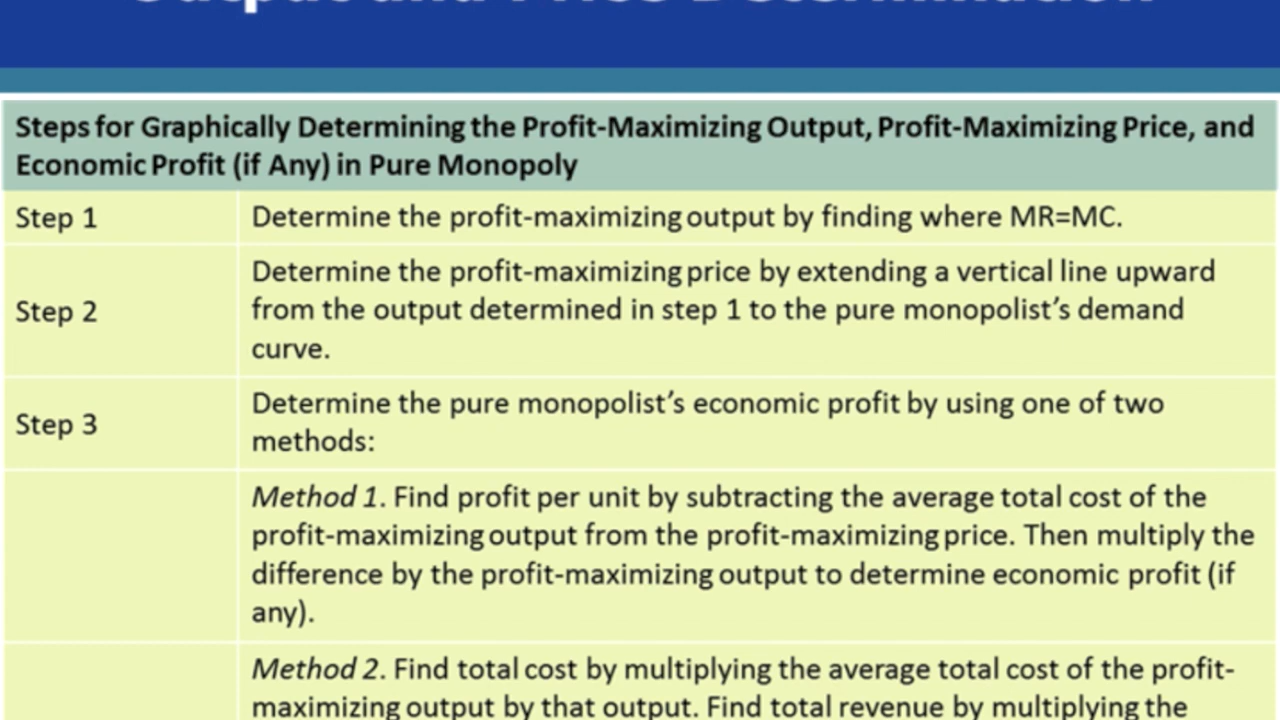 Output and Price Determination
Steps for Graphically Determining the Profit-Maximizing Output, Profit-Maximizing Price, and
Economic Profit (if Any) in Pure Monopoly
Step 1
Determine the profit-maximizing output by finding where MR=MC.
Step 2
Determine the profit-maximizing price by extending a vertical line upward
from the output determined in step 1 to the pure monopolist’s demand
curve.
Step 3
Determine the pure monopolist’s economic profit by using one of two
methods:
Method 1. Find profit per unit by subtracting the average total cost of the
profit-maximizing output from the profit-maximizing price. Then multiply the
difference by the profit-maximizing output to determine economic profit (if
any).
Method 2. Find total cost by multiplying the average total cost of the profit-
maximizing output by that output. Find total revenue by multiplying the